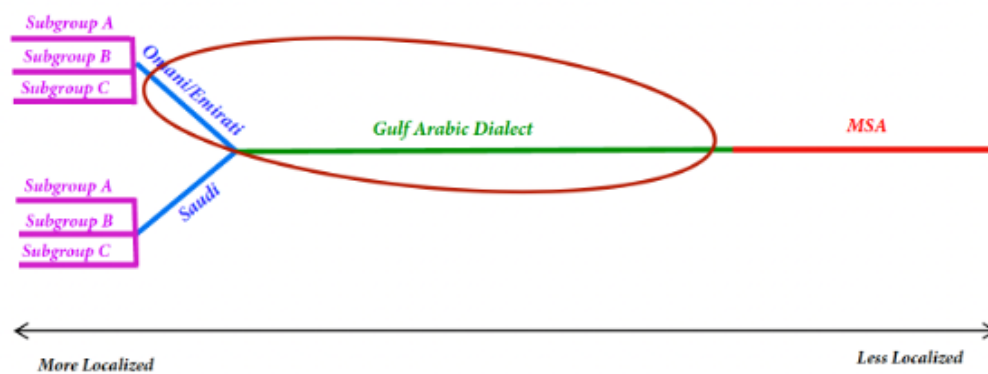 Subgroup A
Subgroup B
Subgroup C
Omani/Emirati
Gulf Arabic Dialect
MSA
Subgroup A
Subgroup B
Subgroup C
Saudi
More Localized
Less Localized